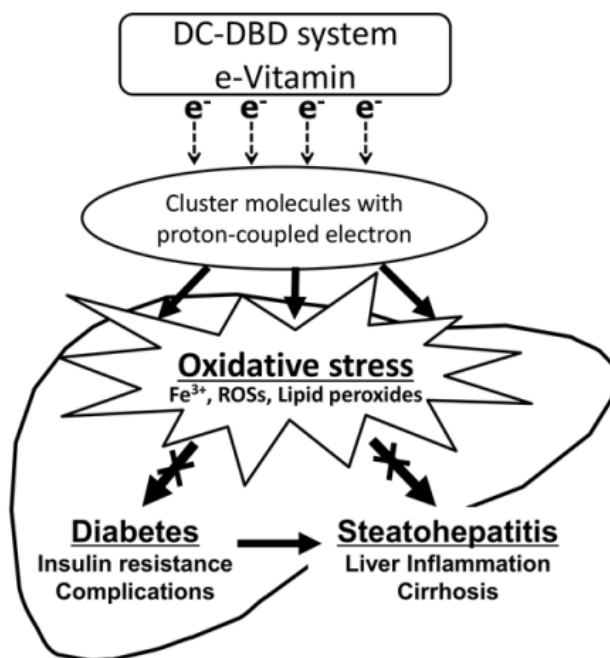 DC-DBD system
e-Vitamin
e⁻ e⁻ e⁻ e⁻
Cluster molecules with
proton-coupled electron
Oxidative stress
Fe³⁺, ROSs, Lipid peroxides
Diabetes
Insulin resistance
Complications
Steatohepatitis
Liver Inflammation
Cirrhosis